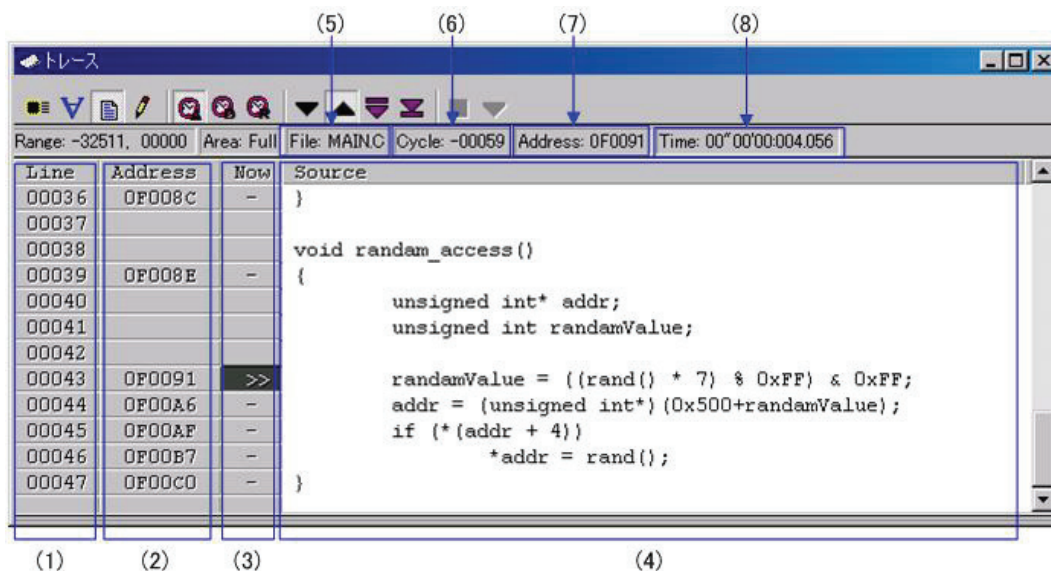 (5) (6) (7) (8)
トレース
Range: -32511, 00000 Area: Full File: MAIN.C Cycle: -00059 Address: 0F0091 Time: 00"00'00:004.056
Line Address Now Source
00036 0F008C - }
00037
00038 void randam_access()
00039 0F008E - {
00040 unsigned int* addr;
00041 unsigned int randamValue;
00042
00043 0F0091 >> randamValue = ((rand() * 7) % 0xFF) & 0xFF;
00044 0F00A6 - addr = (unsigned int*)(0x500+randamValue);
00045 0F00AF - if (*(addr + 4))
00046 0F00B7 - *addr = rand();
00047 0F00C0 - }
(1) (2) (3) (4)